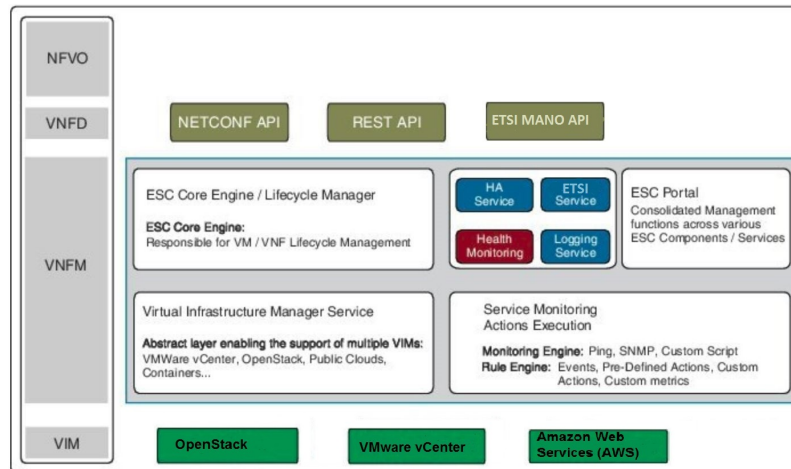 NFVO
VNFD
NETCONF API
REST API
ETSI MANO API
VNFM
ESC Core Engine / Lifecycle Manager
ESC Core Engine:
Responsible for VM / VNF Lifecycle Management
HA
Service
ETSI
Service
Health
Monitoring
Logging
Service
ESC Portal
Consolidated Management
functions across various
ESC Components / Services
Virtual Infrastructure Manager Service
Abstract layer enabling the support of multiple VIMs:
VMWare vCenter, OpenStack, Public Clouds,
Containers...
Service Monitoring
Actions Execution
Monitoring Engine: Ping, SNMP, Custom Script
Rule Engine: Events, Pre-Defined Actions, Custom
Actions, Custom metrics
VIM
OpenStack
VMware vCenter
Amazon Web
Services (AWS)